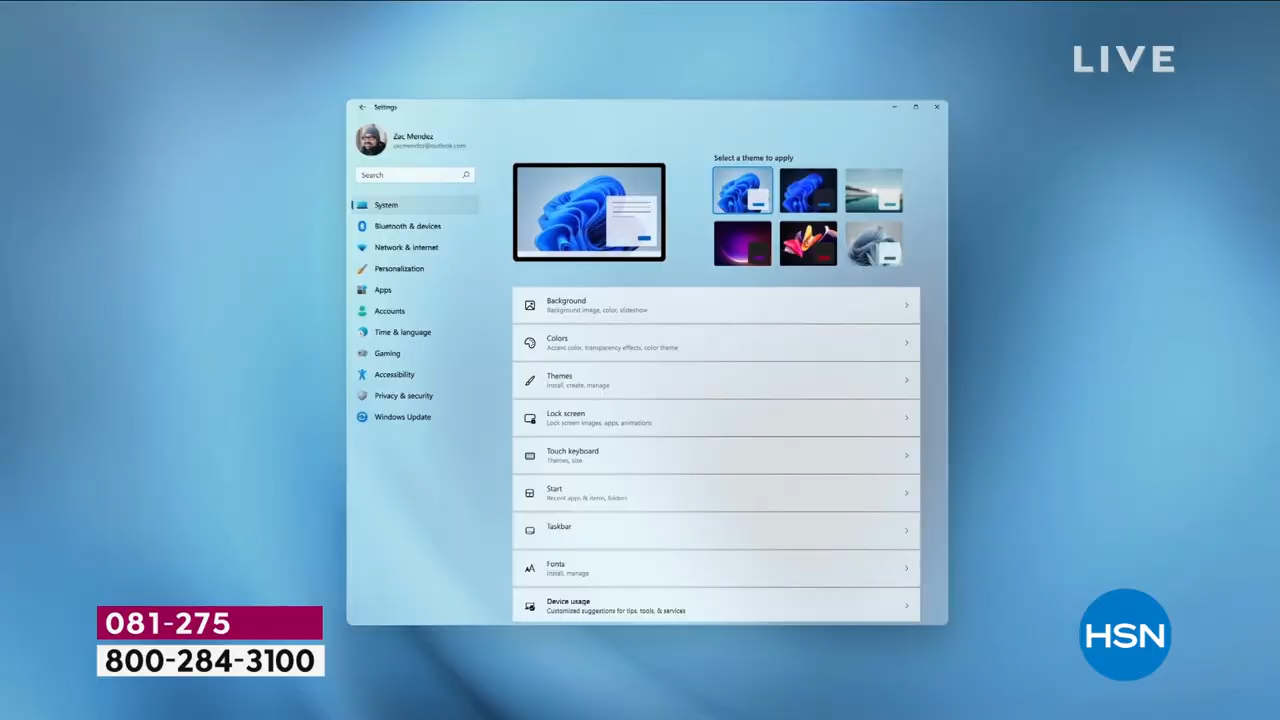 LIVE
Settings
Zac Mendez
zacmendez@outlook.com
Search
System
Bluetooth & devices
Network & internet
Personalization
Apps
Accounts
Time & language
Gaming
Accessibility
Privacy & security
Windows Update
Select a theme to apply
Background
Background image, color, slideshow
Colors
Accent color, transparency effects, color theme
Themes
Install, create, manage
Lock screen
Lock screen images, apps, animations
Touch keyboard
Themes, size
Start
Recent apps & items, folders
Taskbar
Fonts
Install, manage
Device usage
Customized suggestions for tips, tools, & services
081-275
800-284-3100
HSN